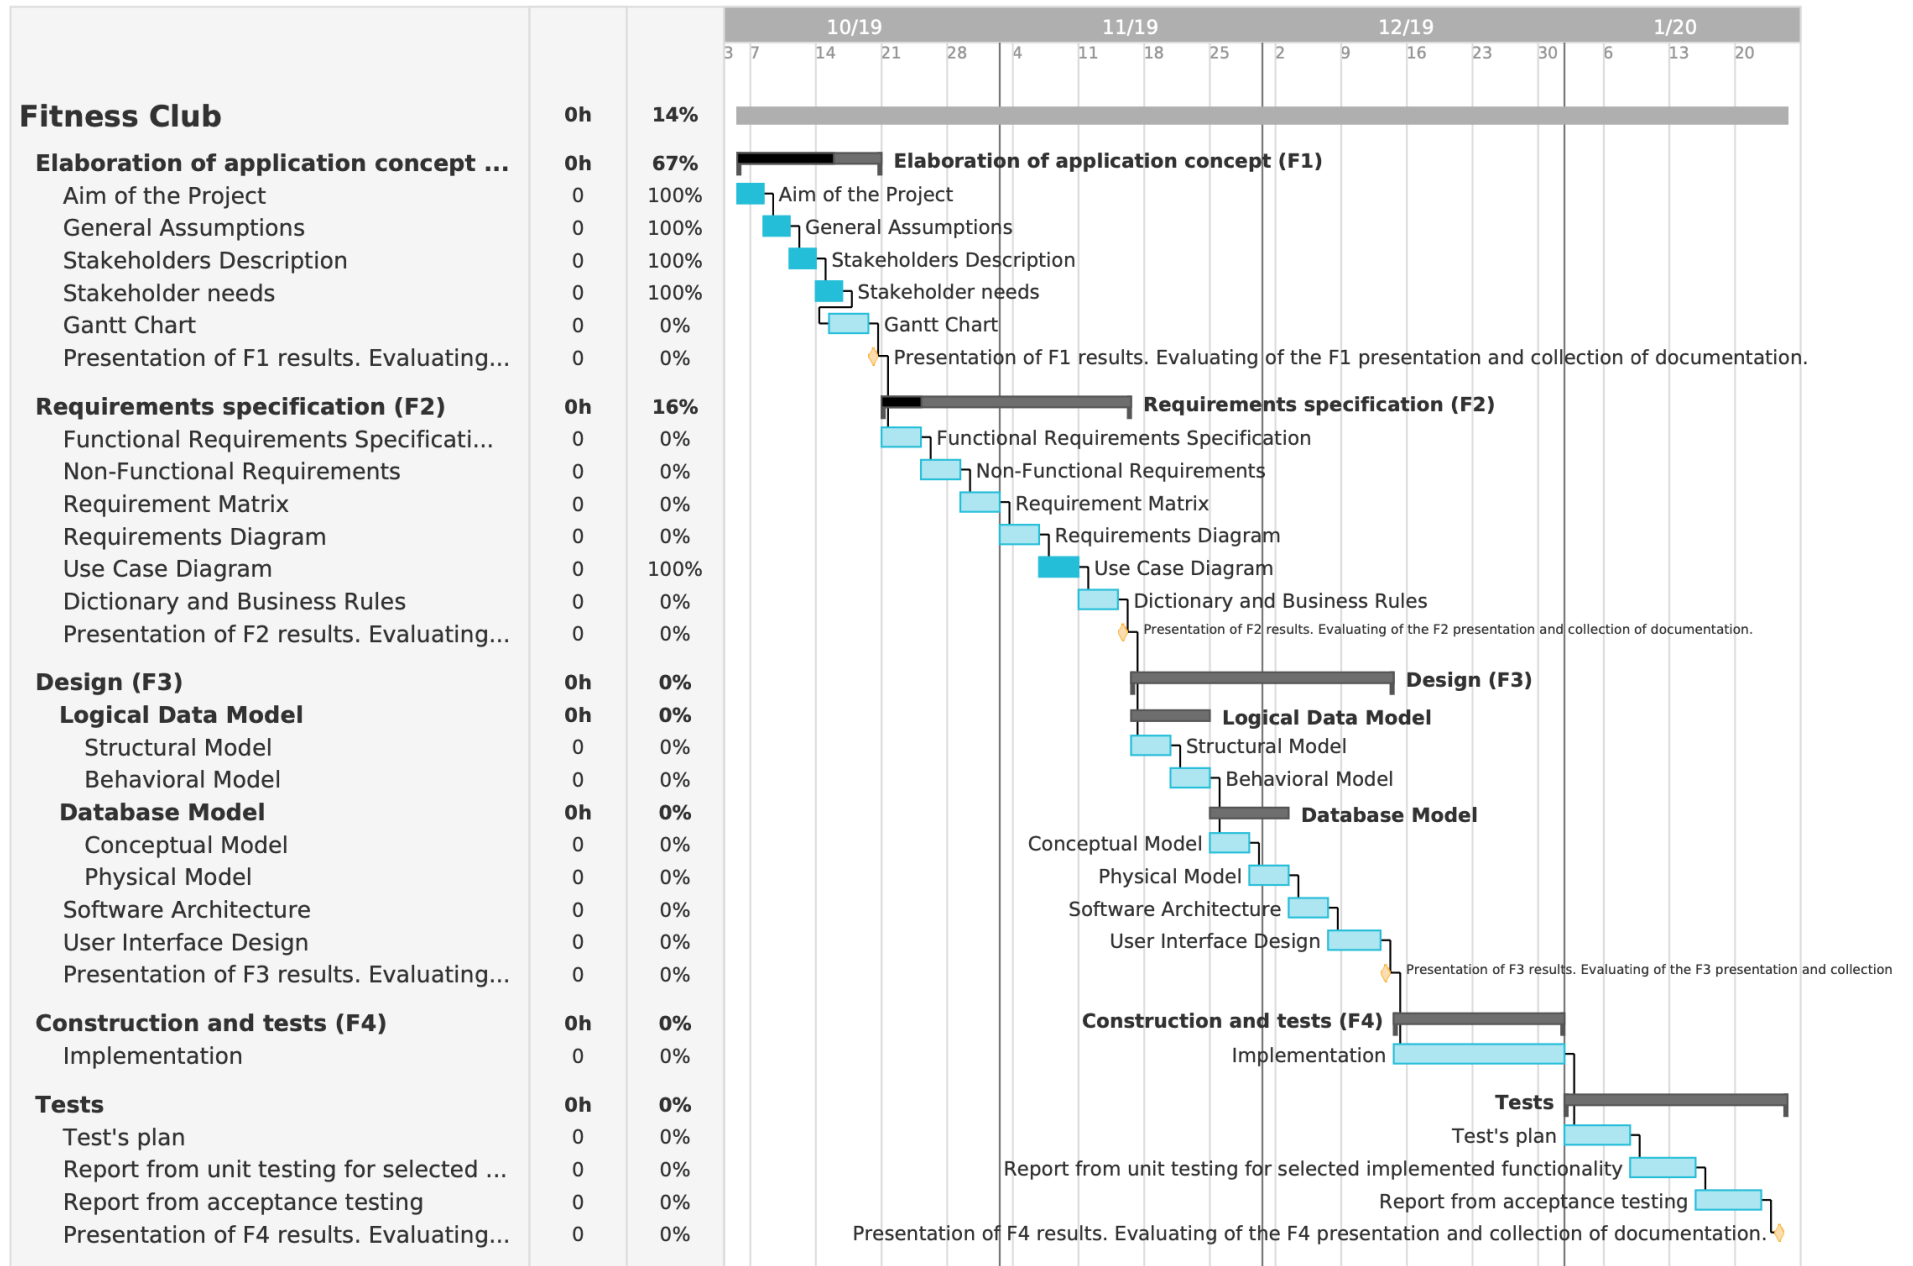 10/19 11/19 12/19 1/20
3 7 14 21 28 4 11 18 25 2 9 16 23 30 6 13 20
Fitness Club 0h 14%
Elaboration of application concept ... 0h 67% Elaboration of application concept (F1)
Aim of the Project 0 100% Aim of the Project
General Assumptions 0 100% General Assumptions
Stakeholders Description 0 100% Stakeholders Description
Stakeholder needs 0 100% Stakeholder needs
Gantt Chart 0 0% Gantt Chart
Presentation of F1 results. Evaluating... 0 0% Presentation of F1 results. Evaluating of the F1 presentation and collection of documentation.
Requirements specification (F2) 0h 16% Requirements specification (F2)
Functional Requirements Specificati... 0 0% Functional Requirements Specification
Non-Functional Requirements 0 0% Non-Functional Requirements
Requirement Matrix 0 0% Requirement Matrix
Requirements Diagram 0 0% Requirements Diagram
Use Case Diagram 0 100% Use Case Diagram
Dictionary and Business Rules 0 0% Dictionary and Business Rules
Presentation of F2 results. Evaluating... 0 0% Presentation of F2 results. Evaluating of the F2 presentation and collection of documentation.
Design (F3) 0h 0% Design (F3)
Logical Data Model 0h 0% Logical Data Model
Structural Model 0 0% Structural Model
Behavioral Model 0 0% Behavioral Model
Database Model 0h 0% Database Model
Conceptual Model 0 0% Conceptual Model
Physical Model 0 0% Physical Model
Software Architecture 0 0% Software Architecture
User Interface Design 0 0% User Interface Design
Presentation of F3 results. Evaluating... 0 0% Presentation of F3 results. Evaluating of the F3 presentation and collection
Construction and tests (F4) 0h 0% Construction and tests (F4)
Implementation 0 0% Implementation
Tests 0h 0% Tests
Test's plan 0 0% Test's plan
Report from unit testing for selected ... 0 0% Report from unit testing for selected implemented functionality
Report from acceptance testing 0 0% Report from acceptance testing
Presentation of F4 results. Evaluating... 0 0% Presentation of F4 results. Evaluating of the F4 presentation and collection of documentation.